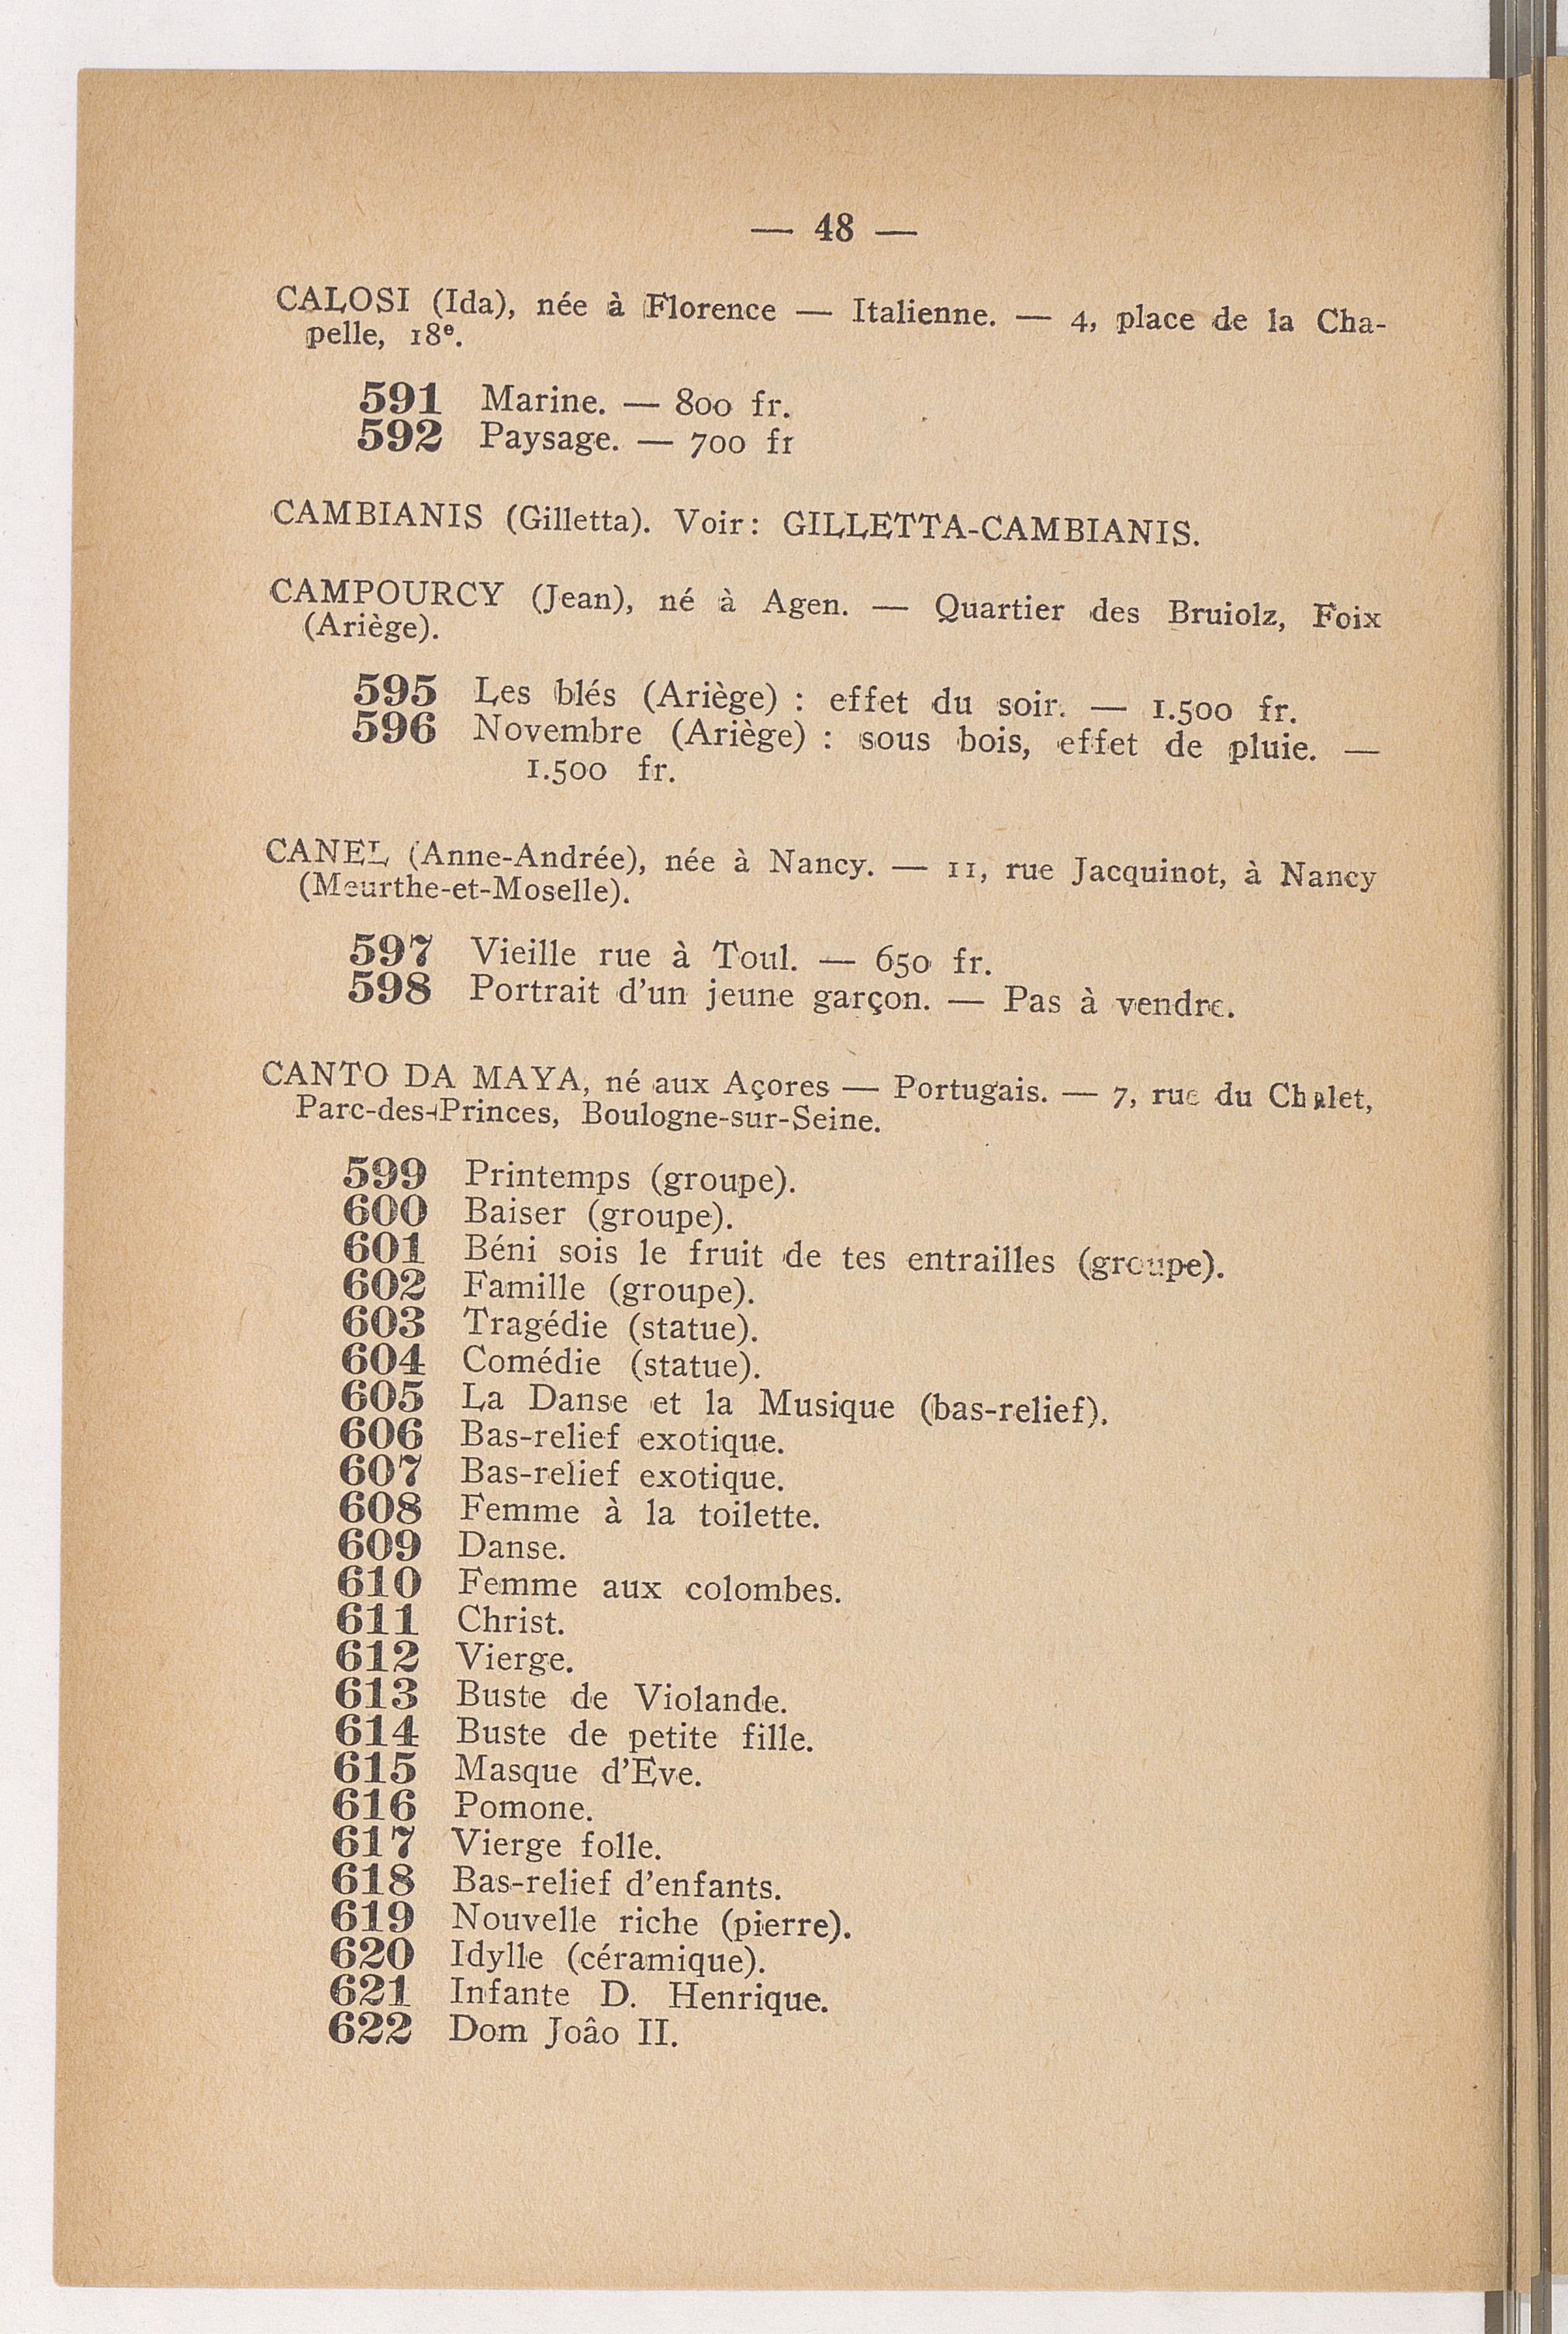 — 48 —
CALOSI (Ida), née à Florence — Italienne. — 4, place de la Cha-
pelle, 18e.
591 Marine. — 800 fr.
592 Paysage. — 700 fr
CAMBIANIS (Gilletta). Voir: GILLETTA-CAMBIANIS.
CAMPOURCY (Jean), né à Agen. — Quartier des Bruiolz, Foix
(Ariège).
595 Les blés (Ariège) : effet du soir. — 1.500 fr.
596 Novembre (Ariège) : sous bois, effet de pluie. —
1.500 fr.
CANEL (Anne-Andrée), née à Nancy. — 11, rue Jacquinot, à Nancy
(Meurthe-et-Moselle).
597 Vieille rue à Toul. — 650 fr.
598 Portrait d'un jeune garçon. — Pas à vendre.
CANTO DA MAYA, né aux Açores — Portugais. — 7, rue du Chalet,
Parc-des-Princes, Boulogne-sur-Seine.
599 Printemps (groupe).
600 Baiser (groupe).
601 Béni sois le fruit de tes entrailles (groupe).
602 Famille (groupe).
603 Tragédie (statue).
604 Comédie (statue).
605 La Danse et la Musique (bas-relief).
606 Bas-relief exotique.
607 Bas-relief exotique.
608 Femme à la toilette.
609 Danse.
610 Femme aux colombes.
611 Christ.
612 Vierge.
613 Buste de Violande.
614 Buste de petite fille.
615 Masque d'Eve.
616 Pomone.
617 Vierge folle.
618 Bas-relief d'enfants.
619 Nouvelle riche (pierre).
620 Idylle (céramique).
621 Infante D. Henrique.
622 Dom Joâo II.